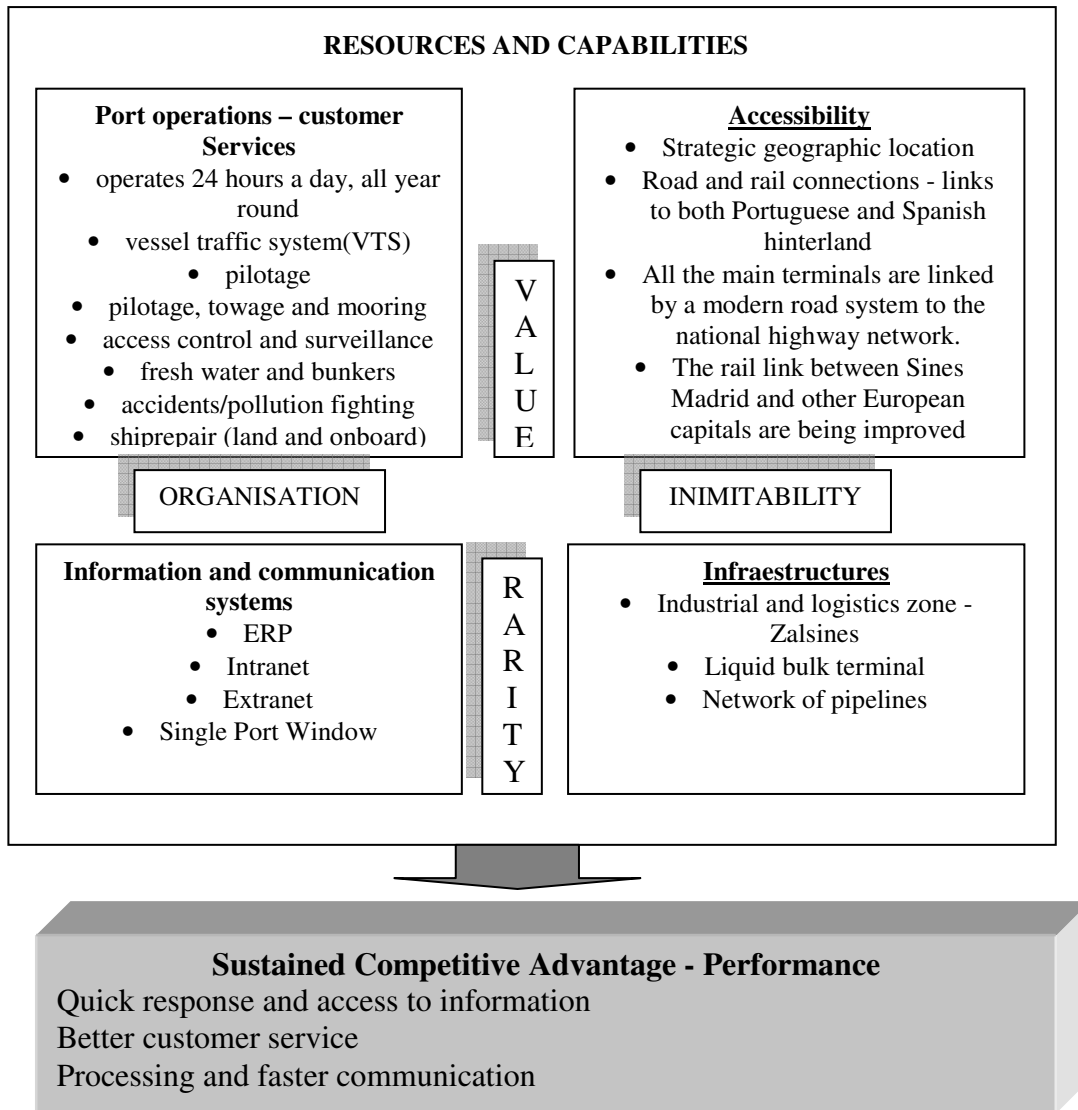 RESOURCES AND CAPABILITIES
Port operations – customer
Services
• operates 24 hours a day, all year
round
• vessel traffic system(VTS)
• pilotage
• pilotage, towage and mooring
• access control and surveillance
• fresh water and bunkers
• accidents/pollution fighting
• shiprepair (land and onboard)
V
A
L
U
E
Accessibility
• Strategic geographic location
• Road and rail connections - links
to both Portuguese and Spanish
hinterland
• All the main terminals are linked
by a modern road system to the
national highway network.
• The rail link between Sines
Madrid and other European
capitals are being improved
ORGANISATION
INIMITABILITY
Information and communication
systems
• ERP
• Intranet
• Extranet
• Single Port Window
R
A
R
I
T
Y
Infraestructures
• Industrial and logistics zone -
Zalsines
• Liquid bulk terminal
• Network of pipelines
Sustained Competitive Advantage - Performance
Quick response and access to information
Better customer service
Processing and faster communication